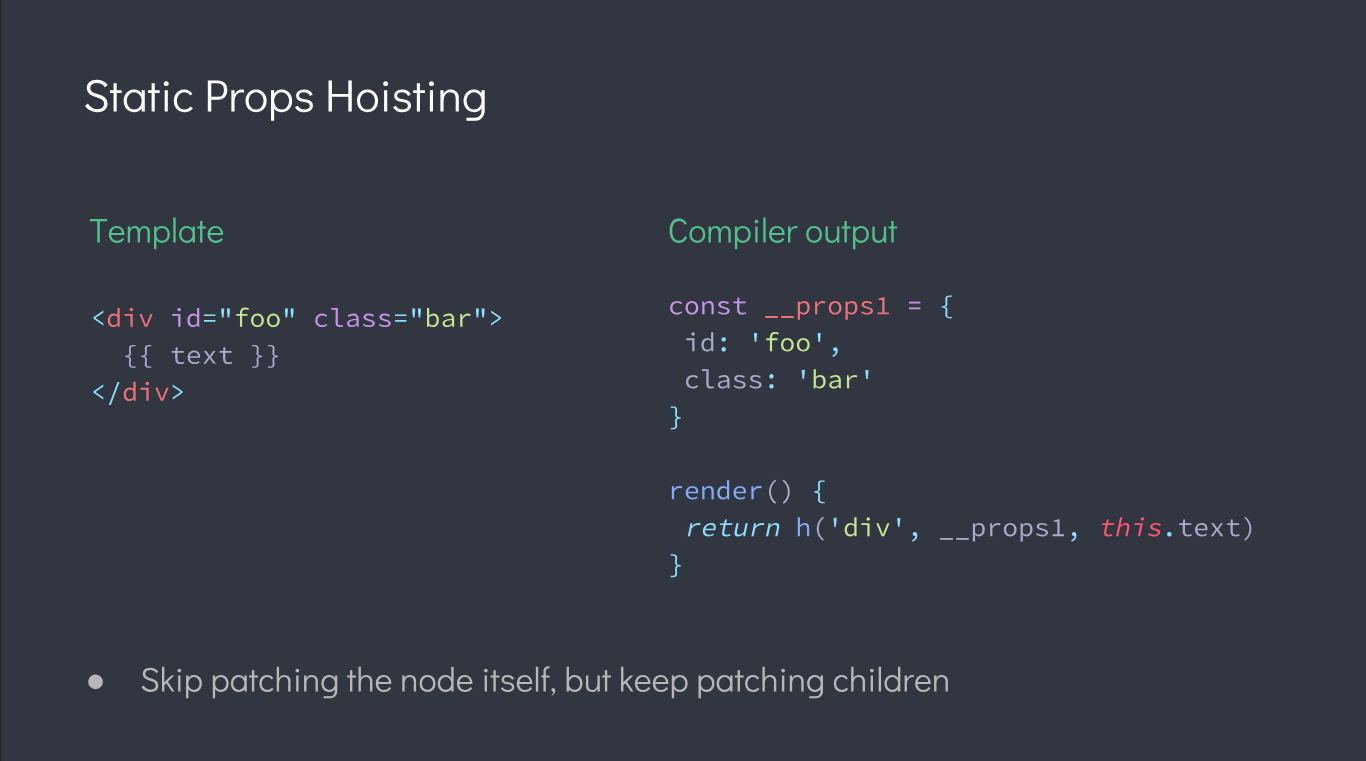 Static Props Hoisting
Template
<div id="foo" class="bar">
  {{ text }}
</div>
Compiler output
const __props1 = {
 id: 'foo',
 class: 'bar'
}
render() {
 return h('div', __props1, this.text)
}
● Skip patching the node itself, but keep patching children